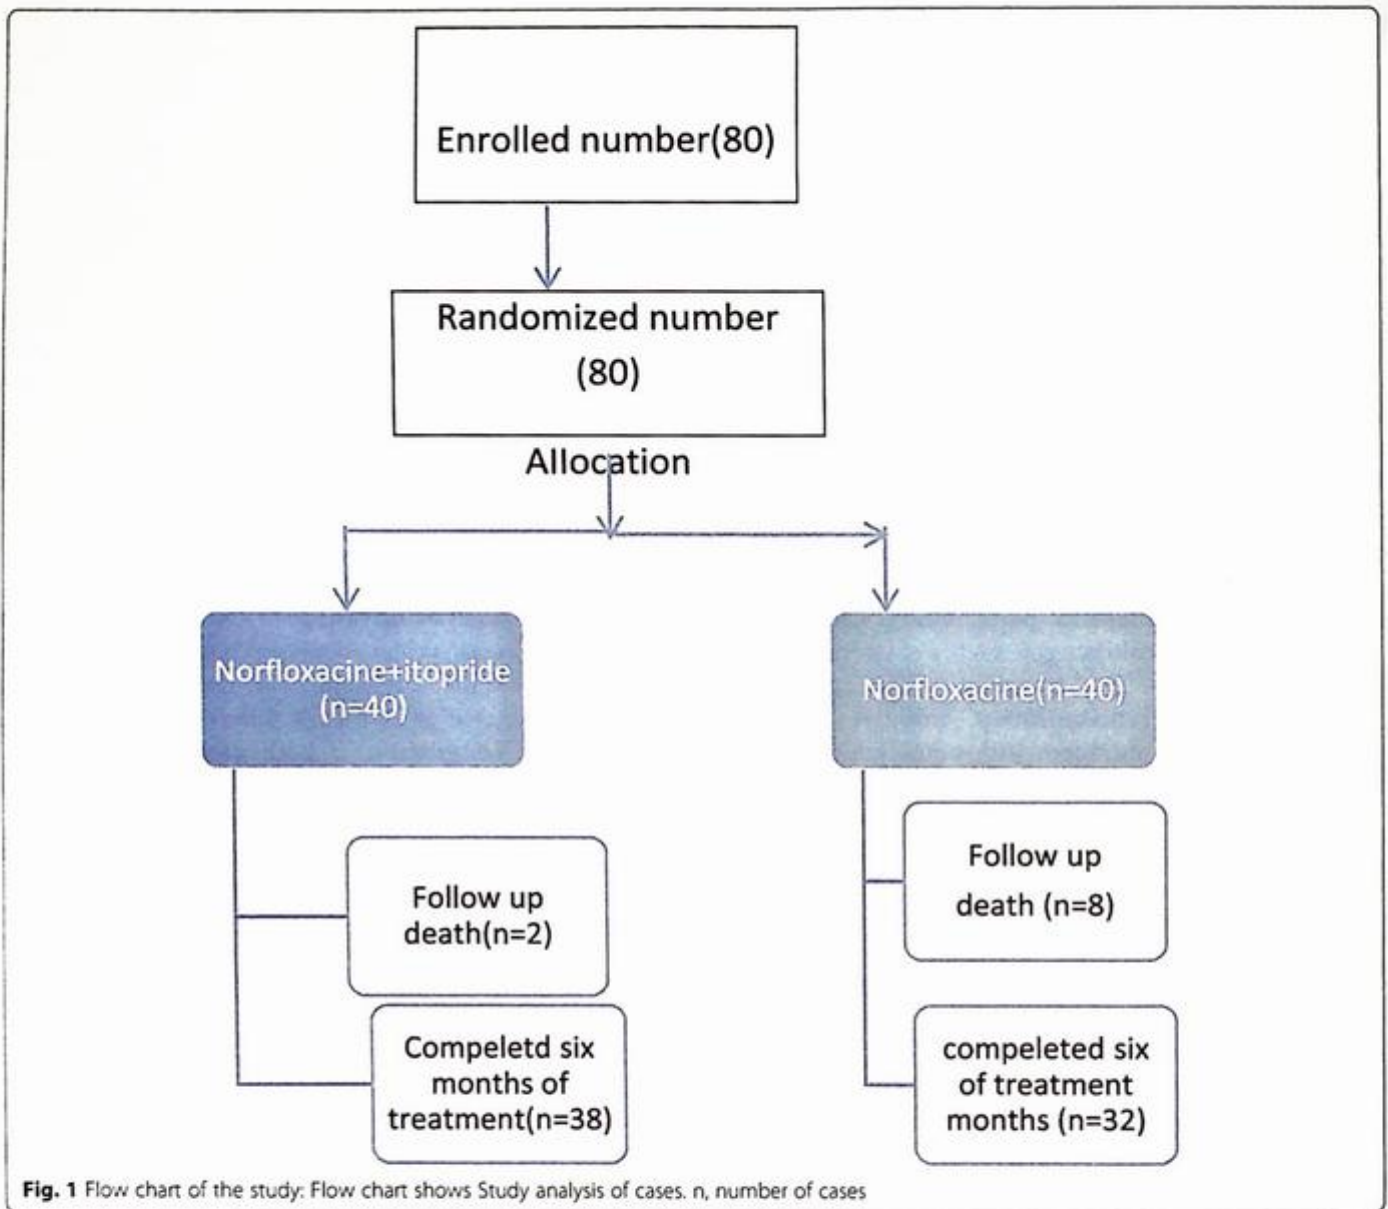 Enrolled number(80)
Randomized number
(80)
Allocation
Norfloxacine+itopride
(n=40)
Norfloxacine(n=40)
Follow up
death(n=2)
Follow up
death (n=8)
Compeletd six
months of
treatment(n=38)
compeleted six
of treatment
months (n=32)
Fig. 1 Flow chart of the study: Flow chart shows Study analysis of cases. n, number of cases